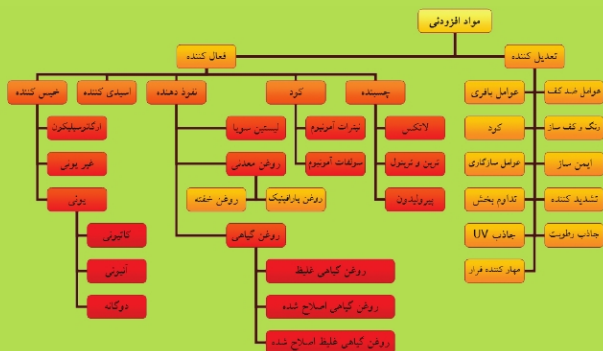 مواد افزودنی
تعدیل کننده
فعال کننده
عوامل ضد کف
عوامل بافری
چسبنده
کود
نفوذ دهنده
اسیدی کننده
خیس کننده
رنگ و کف ساز
کود
لاتکس
نیترات آمونیوم
لیستین سویا
ارگانوسیلیکون
ایمن ساز
عوامل سازگاری
ترپن و ترپنول
سولفات آمونیوم
روغن معدنی
غیر یونی
تشدید کننده
تداوم بخش
پیرولیدون
روغن پارافینیک
روغن خفته
یونی
جاذب رطوبت
جاذب UV
روغن گیاهی
کاتیونی
مهار کننده فرار
روغن گیاهی غلیظ
آنیونی
روغن گیاهی اصلاح شده
دوگانه
روغن گیاهی غلیظ اصلاح شده